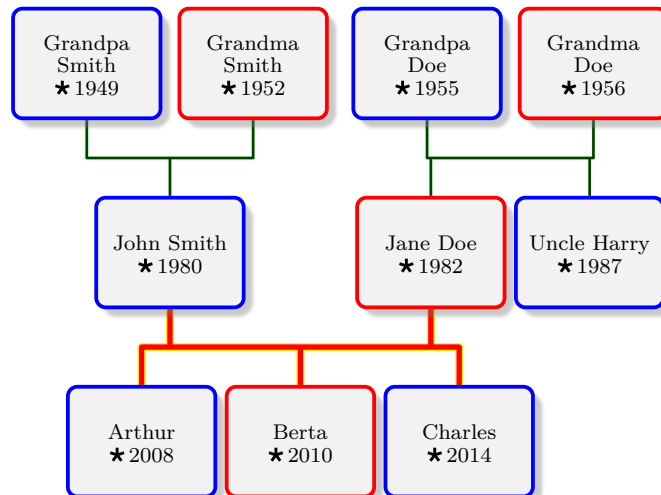 Grandpa
Smith
★ 1949
Grandma
Smith
★ 1952
Grandpa
Doe
★ 1955
Grandma
Doe
★ 1956
John Smith
★ 1980
Jane Doe
★ 1982
Uncle Harry
★ 1987
Arthur
★ 2008
Berta
★ 2010
Charles
★ 2014